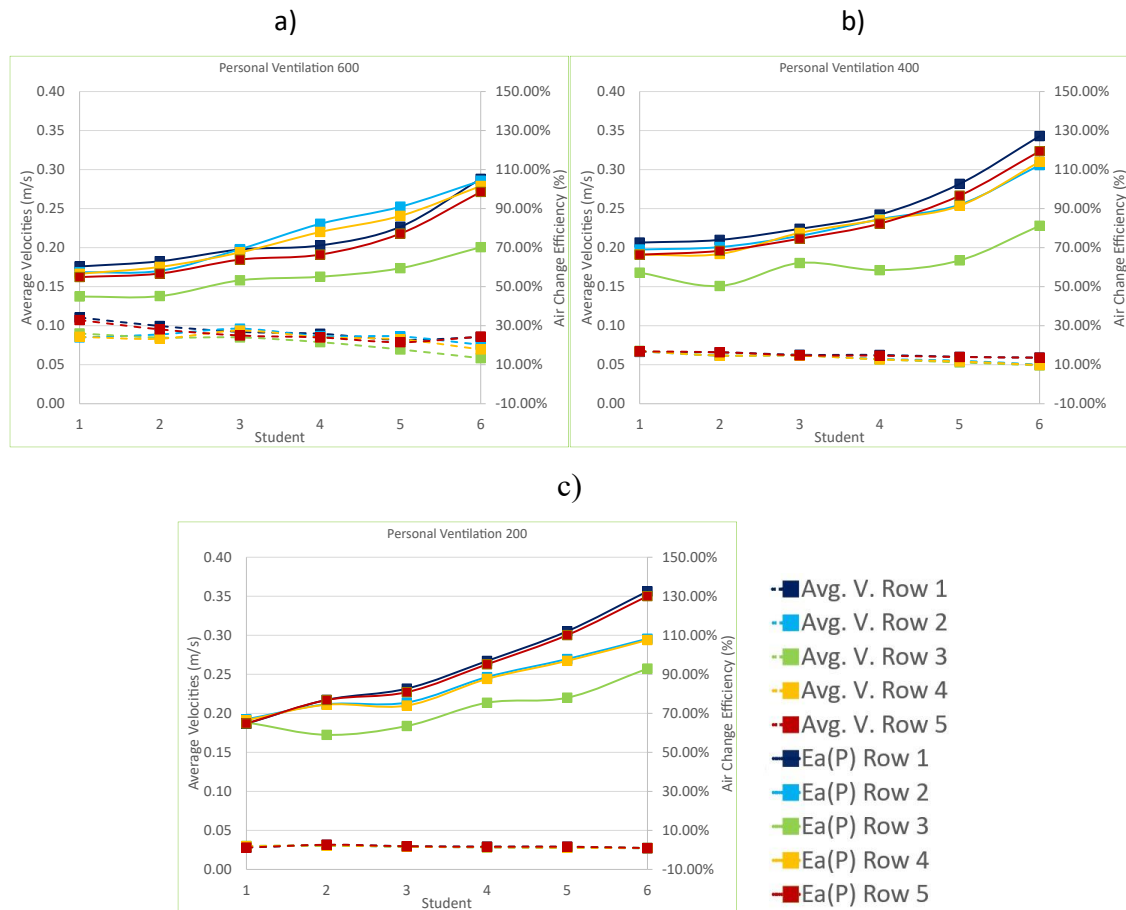 a)
b)
Personal Ventilation 600
0.40
0.35
0.30
0.25
0.20
0.15
0.10
0.05
0.00
Average Velocities (m/s)
150.00%
130.00%
110.00%
90.00%
70.00%
50.00%
30.00%
10.00%
-10.00%
Air Change Efficiency (%)
1 2 3 4 5 6
Student
Personal Ventilation 400
0.40
0.35
0.30
0.25
0.20
0.15
0.10
0.05
0.00
Average Velocities (m/s)
150.00%
130.00%
110.00%
90.00%
70.00%
50.00%
30.00%
10.00%
-10.00%
Air Change Efficiency (%)
1 2 3 4 5 6
Student
c)
Personal Ventilation 200
0.40
0.35
0.30
0.25
0.20
0.15
0.10
0.05
0.00
Average Velocities (m/s)
150.00%
130.00%
110.00%
90.00%
70.00%
50.00%
30.00%
10.00%
-10.00%
Air Change Efficiency (%)
1 2 3 4 5 6
Student
Avg. V. Row 1
Avg. V. Row 2
Avg. V. Row 3
Avg. V. Row 4
Avg. V. Row 5
Ea(P) Row 1
Ea(P) Row 2
Ea(P) Row 3
Ea(P) Row 4
Ea(P) Row 5